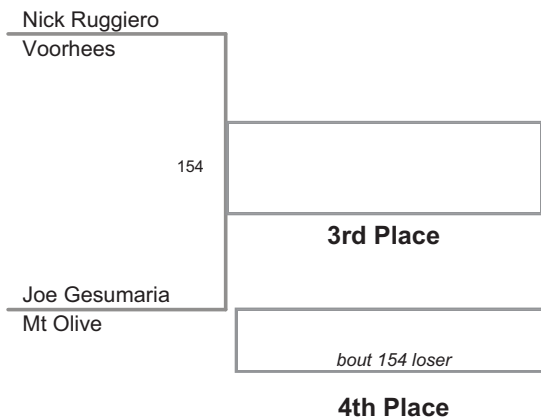 Nick Ruggiero
Voorhees
154
3rd Place
Joe Gesumaria
Mt Olive
bout 154 loser
4th Place